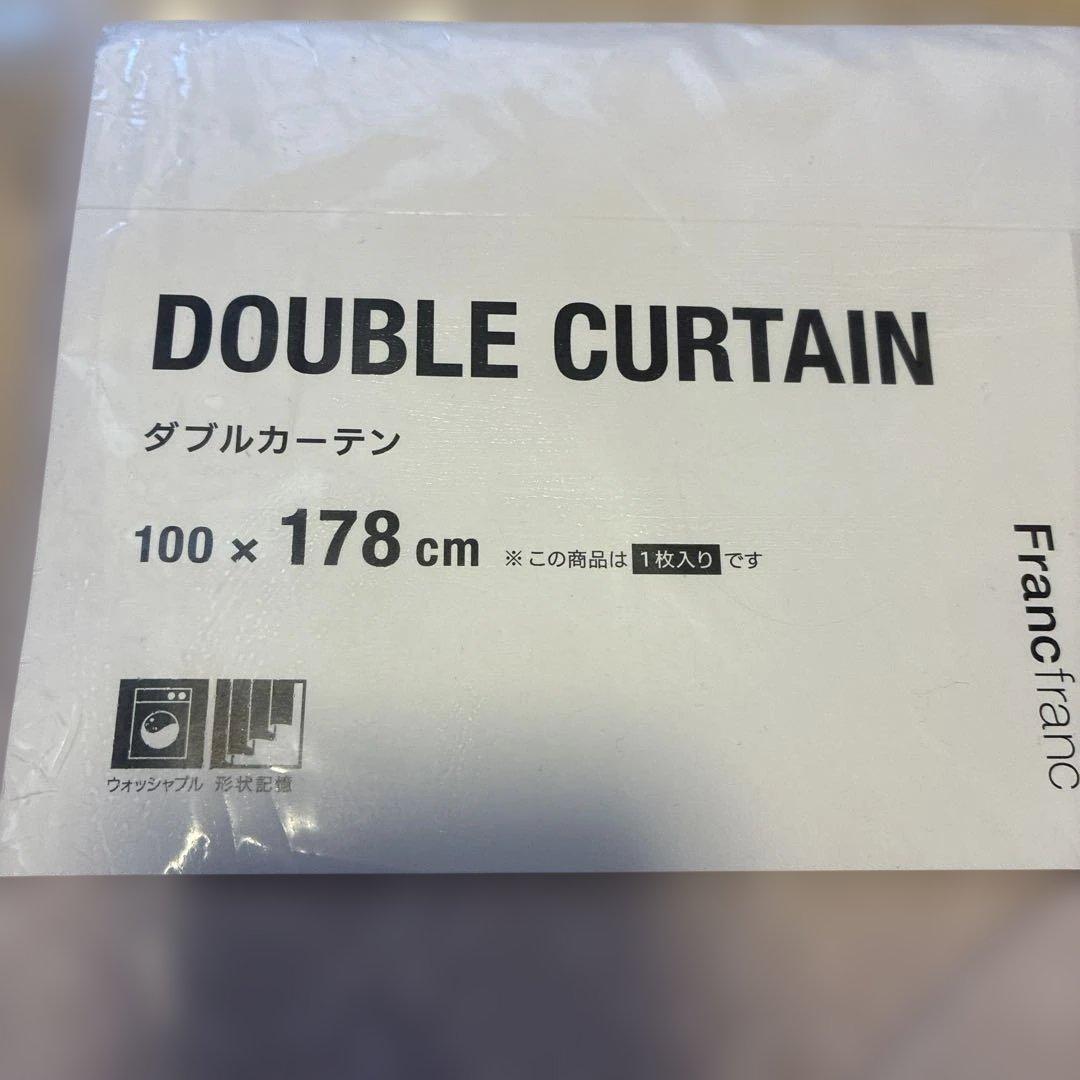 DOUBLE CURTAIN
ダブルカーテン
100 × 178 cm ※この商品は 1枚入り です
Francfranc
ウォッシャブル 形状記憶